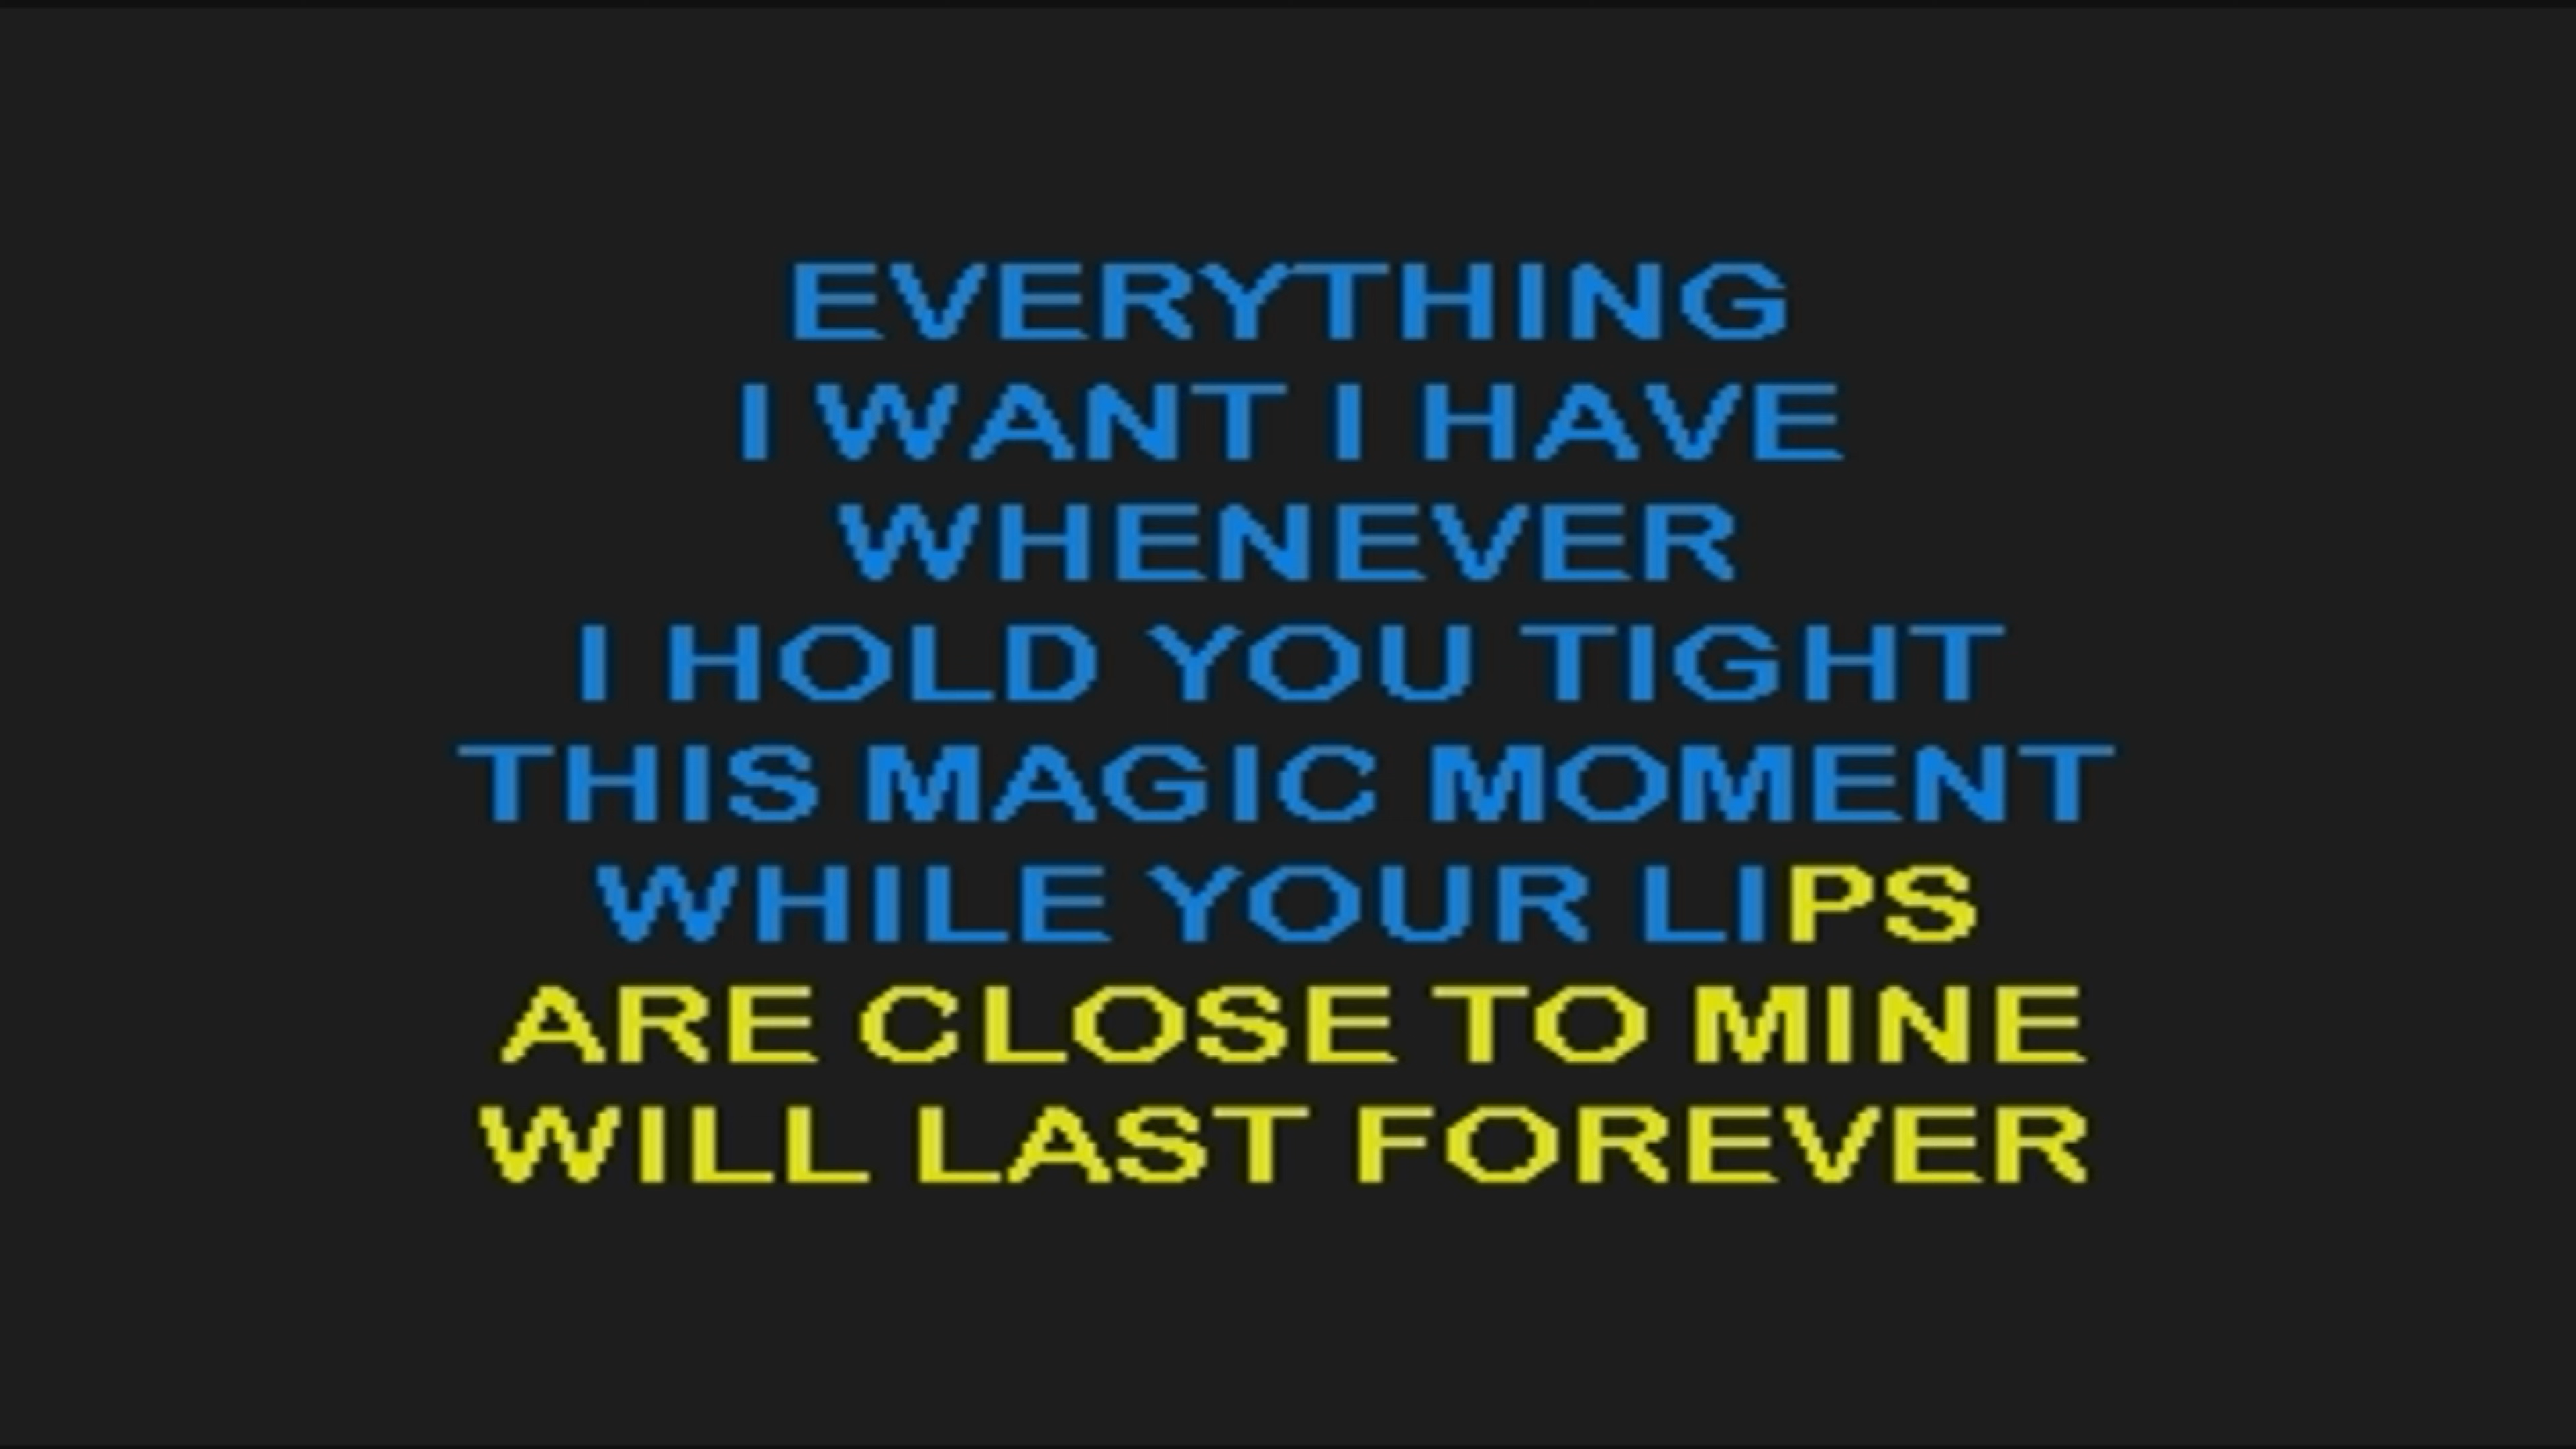 EVERYTHING
I WANT I HAVE
WHENEVER
I HOLD YOU TIGHT
THIS MAGIC MOMENT
WHILE YOUR LIPS
ARE CLOSE TO MINE
WILL LAST FOREVER